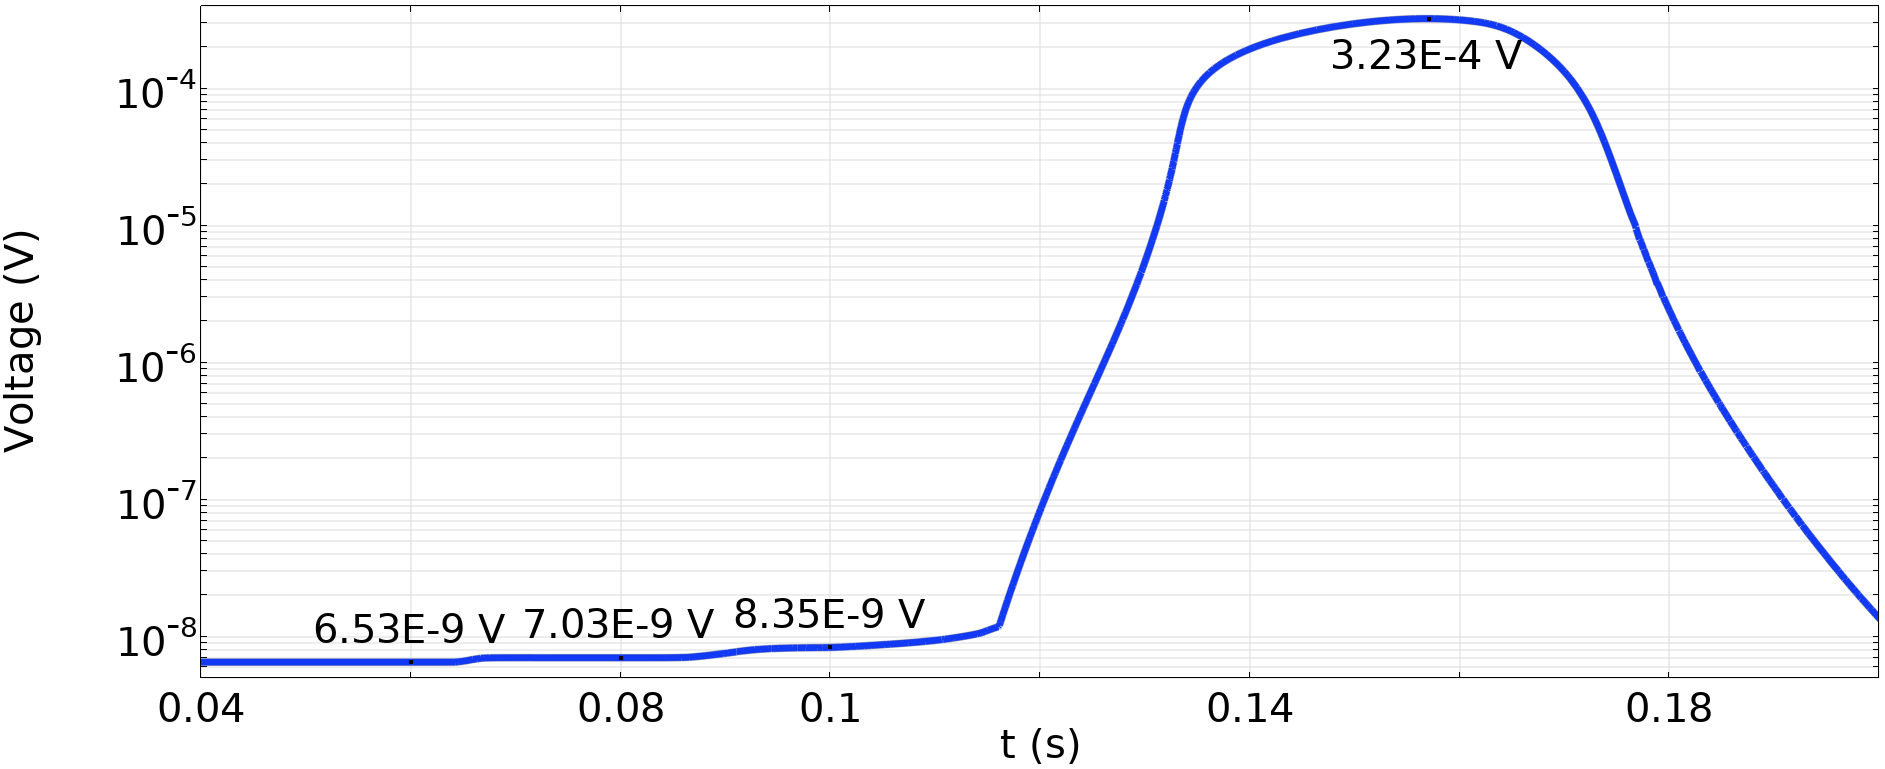 3.23E-4 V
10-4
10-5
Voltage (V)
10-6
10-7
10-8
6.53E-9 V
7.03E-9 V
8.35E-9 V
0.04
0.08
0.1
0.14
0.18
t (s)